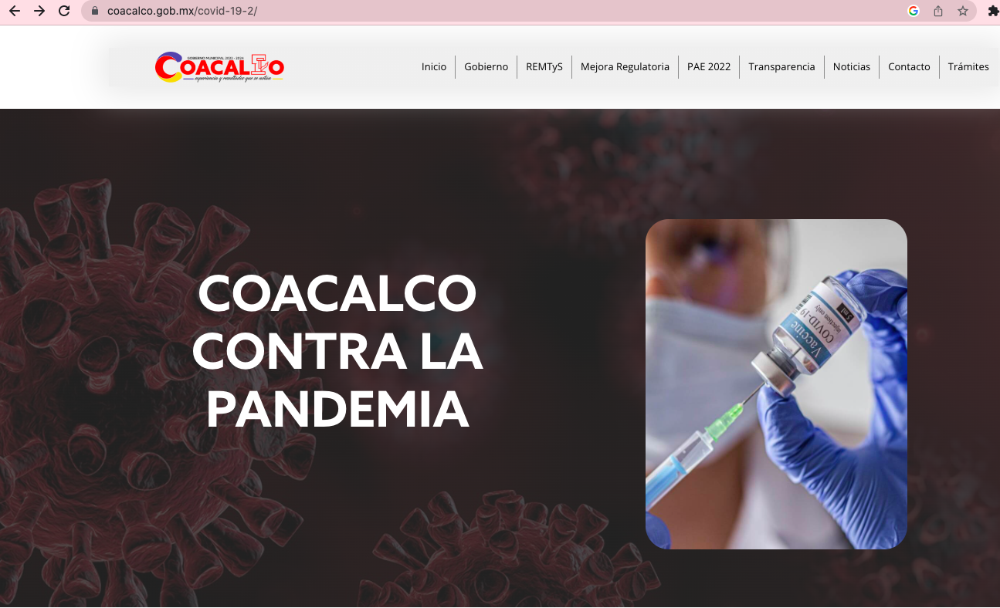 coacalco.gob.mx/covid-19-2/
GOBIERNO MUNICIPAL 2022 - 2024
COACALCO
experiencia y resultados que se notan
Inicio
Gobierno
REMTyS
Mejora Regulatoria
PAE 2022
Transparencia
Noticias
Contacto
Trámites
COACALCO
CONTRA LA
PANDEMIA
5 ml
Injection only
COVID-19
Vaccine